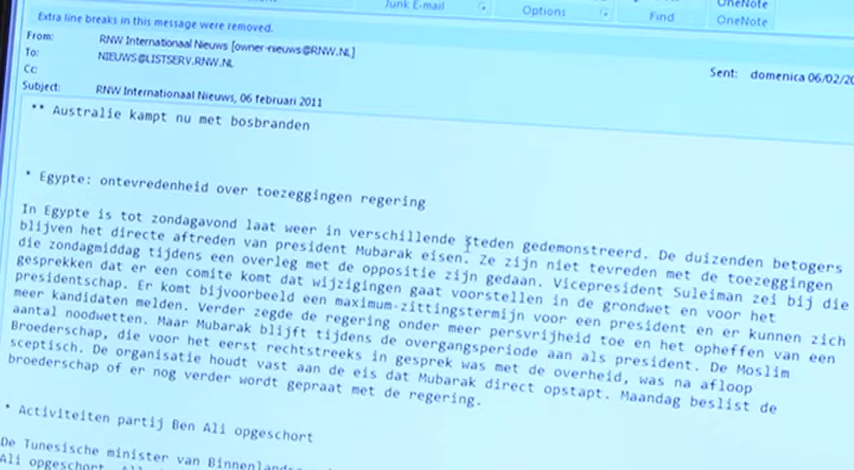 Junk E-mail
Options
Find
OneNote
OneNote
Extra line breaks in this message were removed.
From: RNW Internationaal Nieuws [owner-nieuws@RNW.NL]
To: NIEUWS@LISTSERV.RNW.NL
Cc:
Sent: domenica 06/02/20
Subject: RNW Internationaal Nieuws, 06 februari 2011
** Australie kampt nu met bosbranden
* Egypte: ontevredenheid over toezeggingen regering
In Egypte is tot zondagavond laat weer in verschillende steden gedemonstreerd. De duizenden betogers
blijven het directe aftreden van president Mubarak eisen. Ze zijn niet tevreden met de toezeggingen
die zondagmiddag tijdens een overleg met de oppositie zijn gedaan. Vicepresident Suleiman zei bij die
gesprekken dat er een comite komt dat wijzigingen gaat voorstellen in de grondwet en voor het
presidentschap. Er komt bijvoorbeeld een maximum-zittingstermijn voor een president en er kunnen zich
meer kandidaten melden. Verder zegde de regering onder meer persvrijheid toe en het opheffen van een
aantal noodwetten. Maar Mubarak blijft tijdens de overgangsperiode aan als president. De Moslim
Broederschap, die voor het eerst rechtstreeks in gesprek was met de overheid, was na afloop
sceptisch. De organisatie houdt vast aan de eis dat Mubarak direct opstapt. Maandag beslist de
broederschap of er nog verder wordt gepraat met de regering.
* Activiteiten partij Ben Ali opgeschort
De Tunesische minister van
Ali opgeschort.